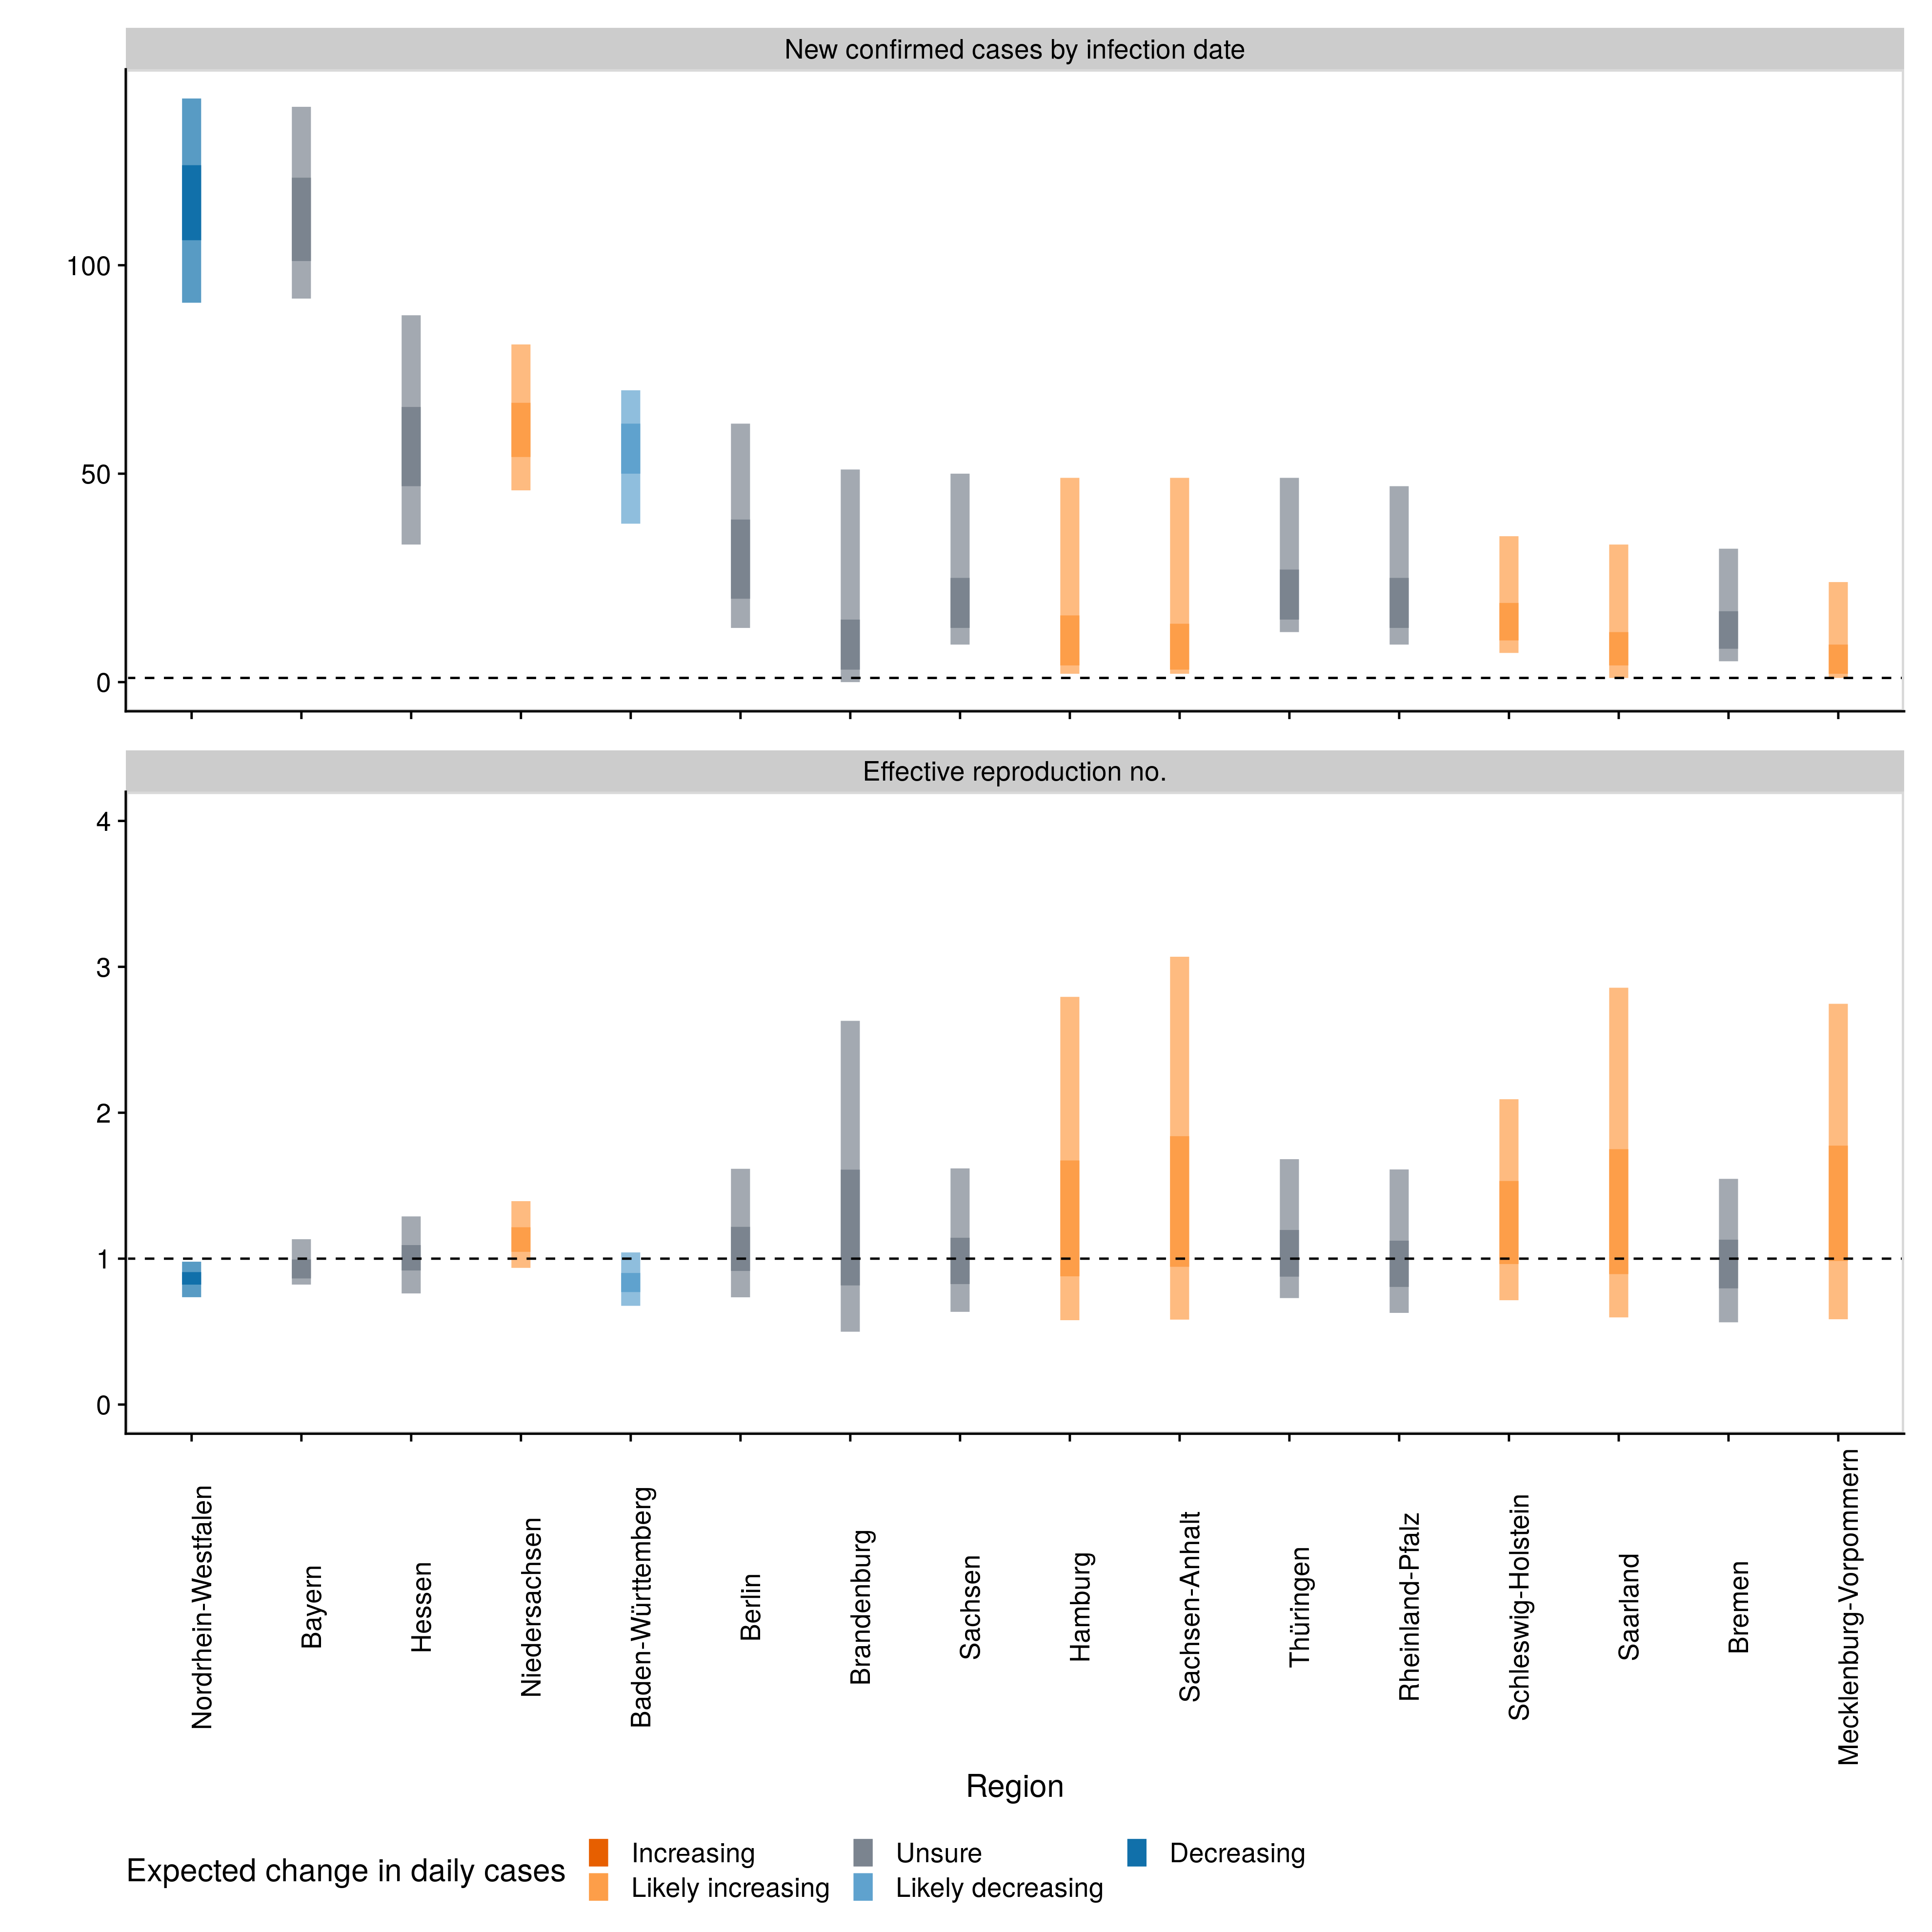 New confirmed cases by infection date
100
50
0
Effective reproduction no.
4
3
2
1
0
Nordrhein-Westfalen
Bayern
Hessen
Niedersachsen
Baden-Württemberg
Berlin
Brandenburg
Sachsen
Hamburg
Sachsen-Anhalt
Thüringen
Rheinland-Pfalz
Schleswig-Holstein
Saarland
Bremen
Mecklenburg-Vorpommern
Region
Expected change in daily cases
Increasing
Unsure
Decreasing
Likely increasing
Likely decreasing